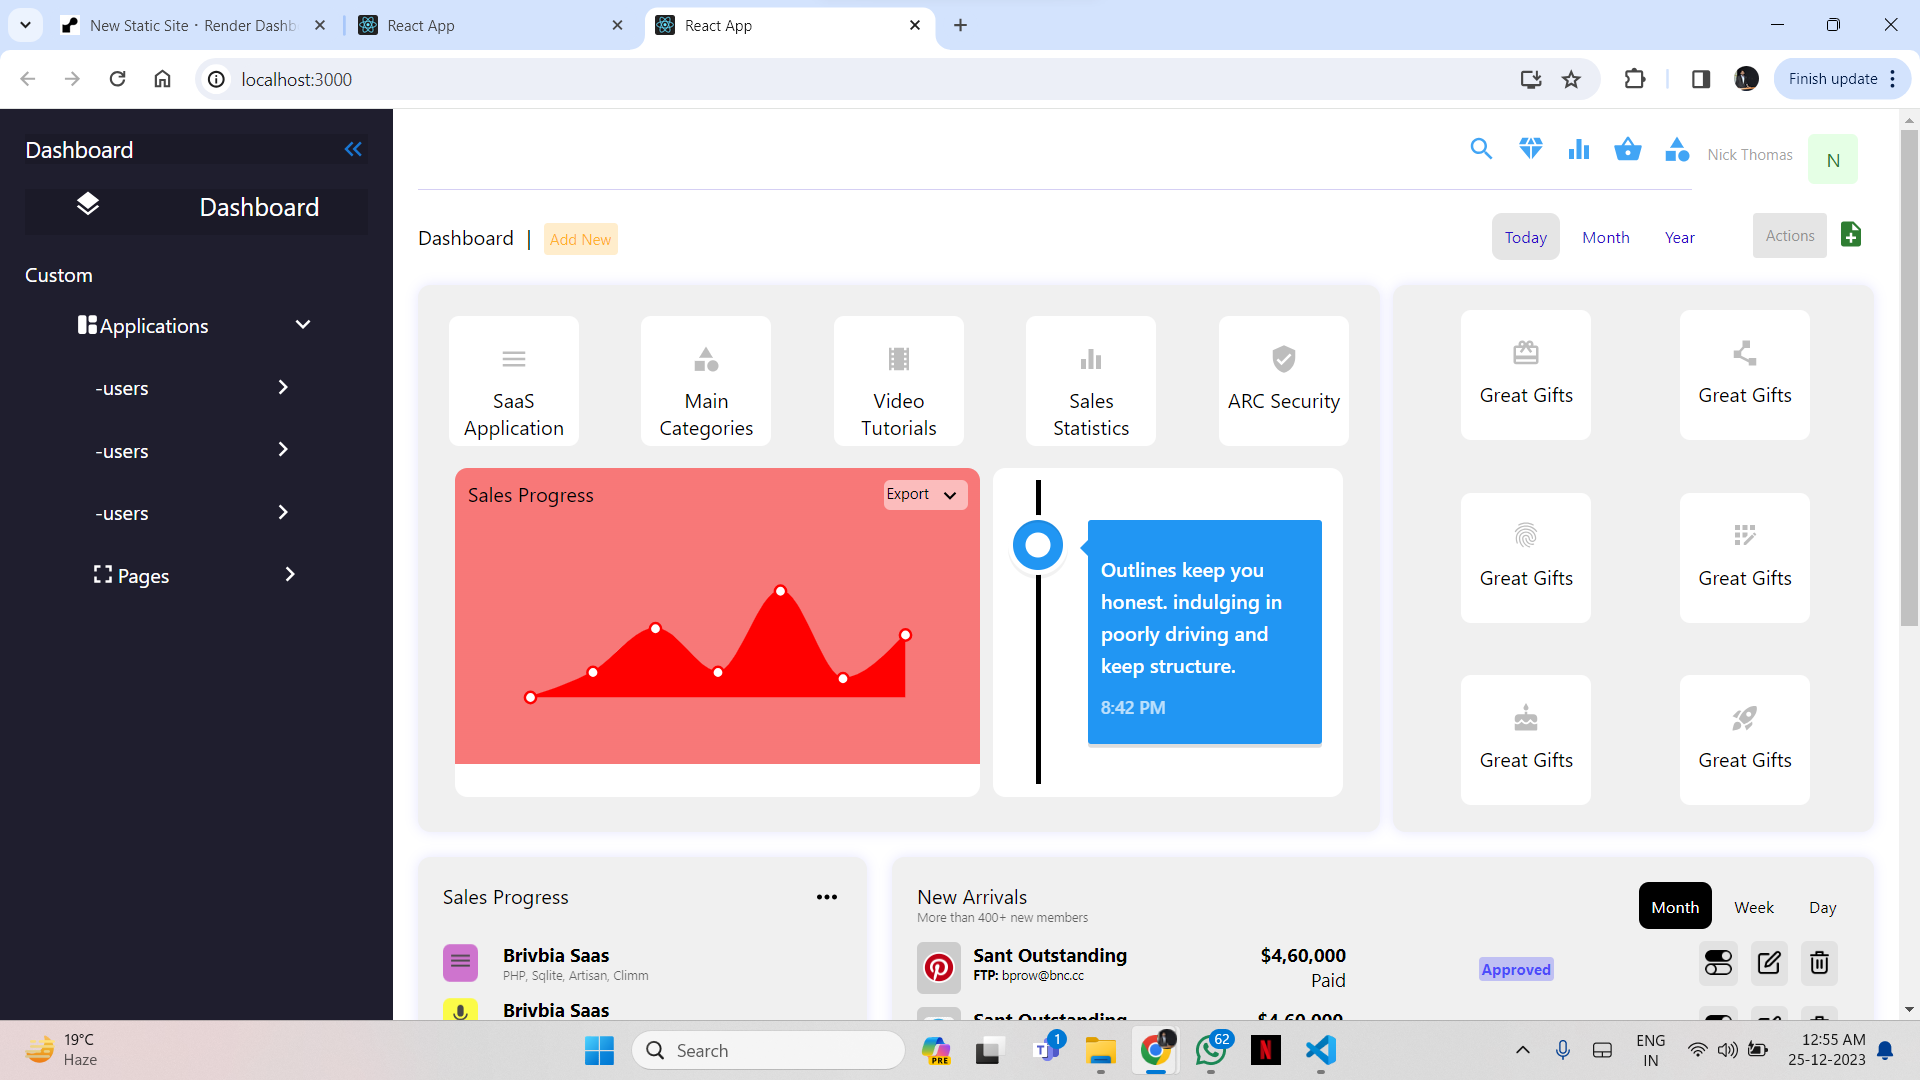 New Static Site · Render Dashb
React App
React App
localhost:3000
Finish update
Dashboard
Dashboard
Custom
Applications
-users
-users
-users
Pages
Nick Thomas
N
Dashboard | Add New
Today
Month
Year
Actions
SaaS
Application
Main
Categories
Video
Tutorials
Sales
Statistics
ARC Security
Sales Progress
Export
Outlines keep you
honest. indulging in
poorly driving and
keep structure.
8:42 PM
Great Gifts
Great Gifts
Great Gifts
Great Gifts
Great Gifts
Great Gifts
Sales Progress
Brivbia Saas
PHP, Sqlite, Artisan, Climm
Brivbia Saas
New Arrivals
More than 400+ new members
Month
Week
Day
Sant Outstanding
FTP: bprow@bnc.cc
$4,60,000
Paid
Approved
Sant Outstanding
$4,60,000
19°C
Haze
Search
PRE
T
1
62
N
ENG
IN
12:55 AM
25-12-2023